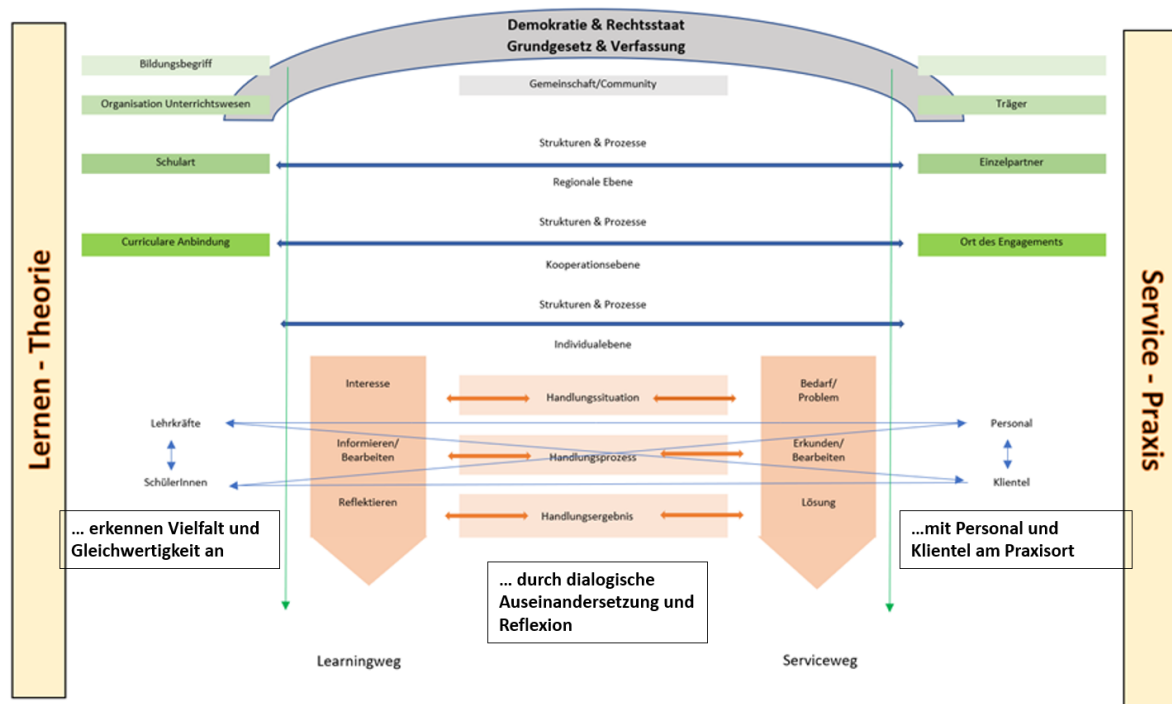 Demokratie & Rechtsstaat
Grundgesetz & Verfassung
Bildungsbegriff
Gemeinschaft/Community
Organisation Unterrichtswesen
Träger
Strukturen & Prozesse
Schulart
Einzelpartner
Regionale Ebene
Strukturen & Prozesse
Curriculare Anbindung
Ort des Engagements
Kooperationsebene
Strukturen & Prozesse
Individualebene
Lernen - Theorie
Service - Praxis
Interesse
Handlungssituation
Bedarf/
Problem
Lehrkräfte
Personal
Informieren/
Bearbeiten
Handlungsprozess
Erkunden/
Bearbeiten
SchülerInnen
Klientel
Reflektieren
Handlungsergebnis
Lösung
... erkennen Vielfalt und
Gleichwertigkeit an
...mit Personal und
Klientel am Praxisort
... durch dialogische
Auseinandersetzung und
Reflexion
Learningweg
Serviceweg